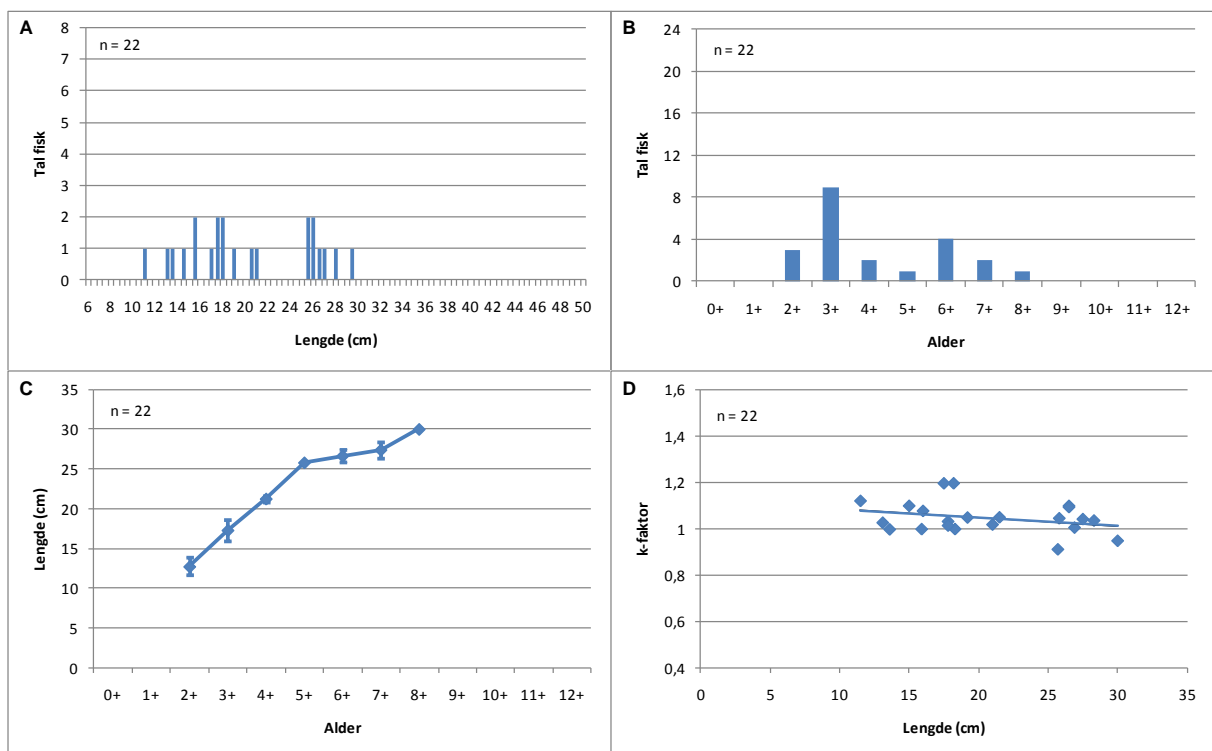 A
n = 22
8
7
6
5
4
3
2
1
0
Tal fisk
6 8 10 12 14 16 18 20 22 24 26 28 30 32 34 36 38 40 42 44 46 48 50
Lengde (cm)
B
n = 22
24
20
16
12
8
4
0
Tal fisk
0+ 1+ 2+ 3+ 4+ 5+ 6+ 7+ 8+ 9+ 10+ 11+ 12+
Alder
C
n = 22
35
30
25
20
15
10
5
0
Lengde (cm)
0+ 1+ 2+ 3+ 4+ 5+ 6+ 7+ 8+ 9+ 10+ 11+ 12+
Alder
D
n = 22
1,6
1,4
1,2
1
0,8
0,6
0,4
k-faktor
0 5 10 15 20 25 30 35
Lengde (cm)